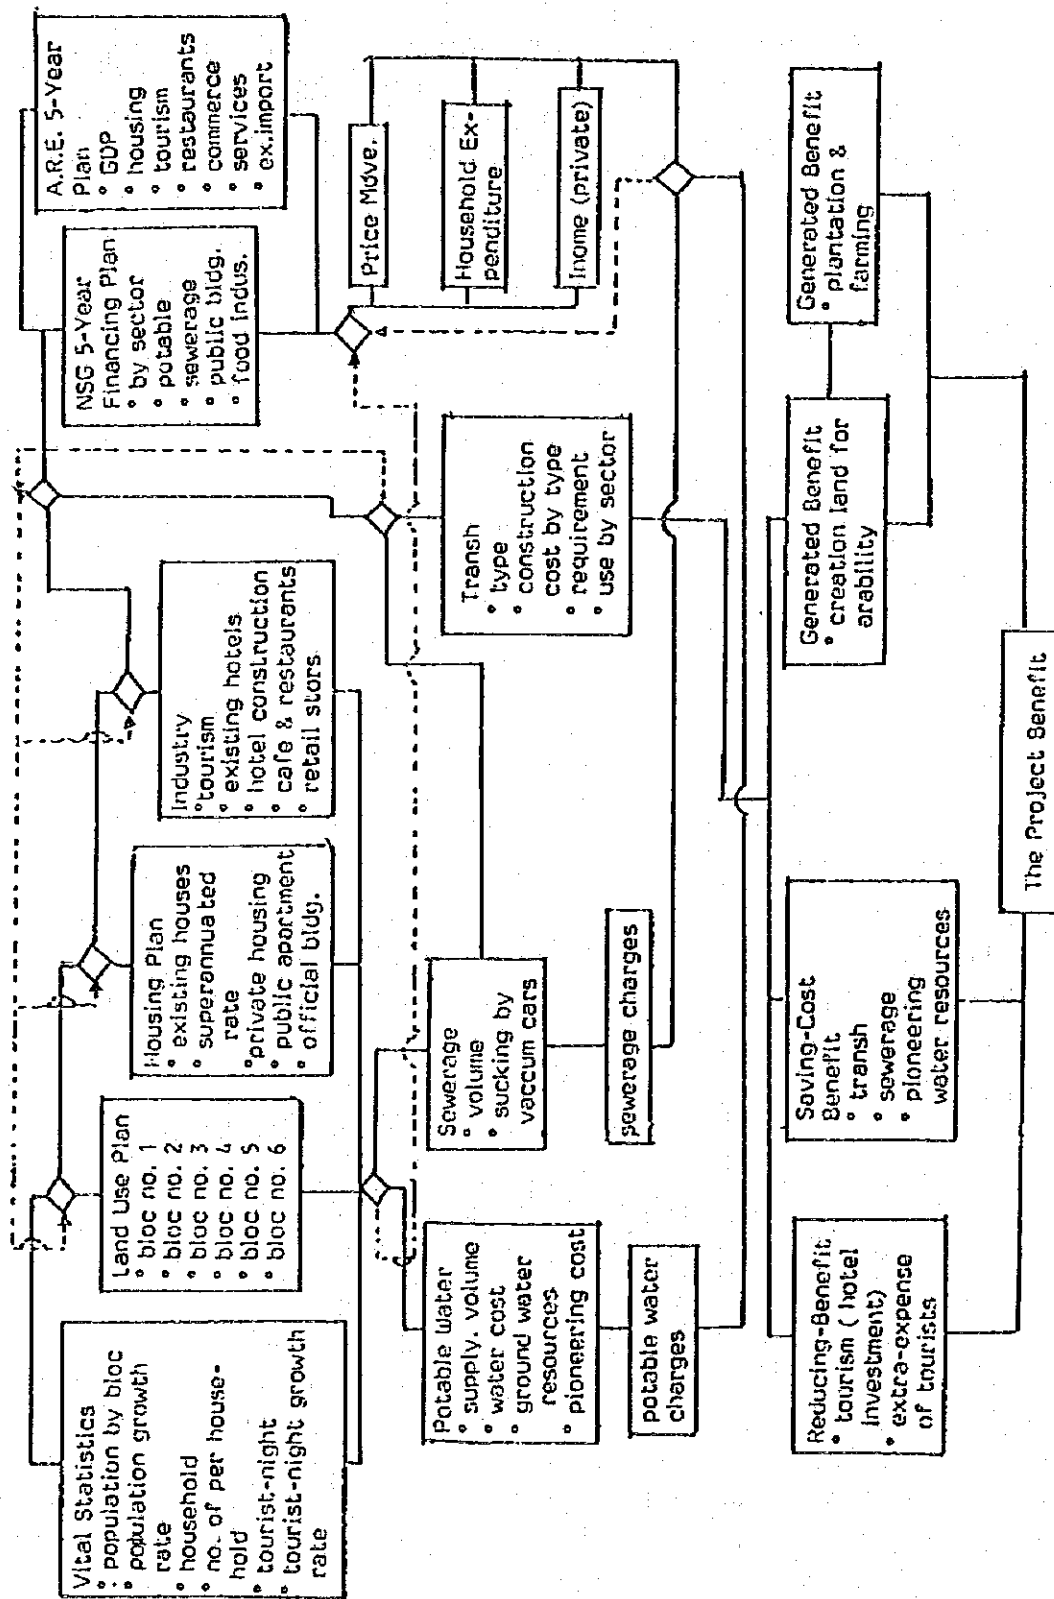 Vital Statistics
: population by bloc
• population growth
rate
• household
• no. of per house-
hold
• tourist-night
• tourist-night growth
rate
Land Use Plan
• bloc no. 1
• bloc no. 2
• bloc no. 3
• bloc no. 4
• bloc no. 5
• bloc no. 6
Housing Plan
• existing houses
• superannuated
rate
• private housing
• public apartment
• official bldg.
Industry
• tourism
• existing hotels
• hotel construction
• cafe & restaurants
• retail stors
NSG 5-Year
Financing Plan
• by sector
• potable
• sewerage
• public bldg.
• food indus.
A.R.E. 5-Year
Plan
• GDP
• housing
• tourism
• restaurants
• commerce
• services
• ex.import
Potable Water
• supply. volume
• water cost
• ground water
resources
• pioneering cost
Sewerage
• volume
• sucking by
vaccum cars
Transh
• type
• construction
cost by type
• requirement
• use by sector
Price Move.
Household Ex-
penditure
Inome (private)
potable water
charges
sewerage charges
Reducing-Benefit
• tourism ( hotel
investment)
• extra-expense
of tourists
Saving-Cost
Benefit
• transh
• sewerage
• pioneering
water resources
Generated Benefit
• creation land for
arability
Generated Benefit
• plantation &
farming
The Project Benefit